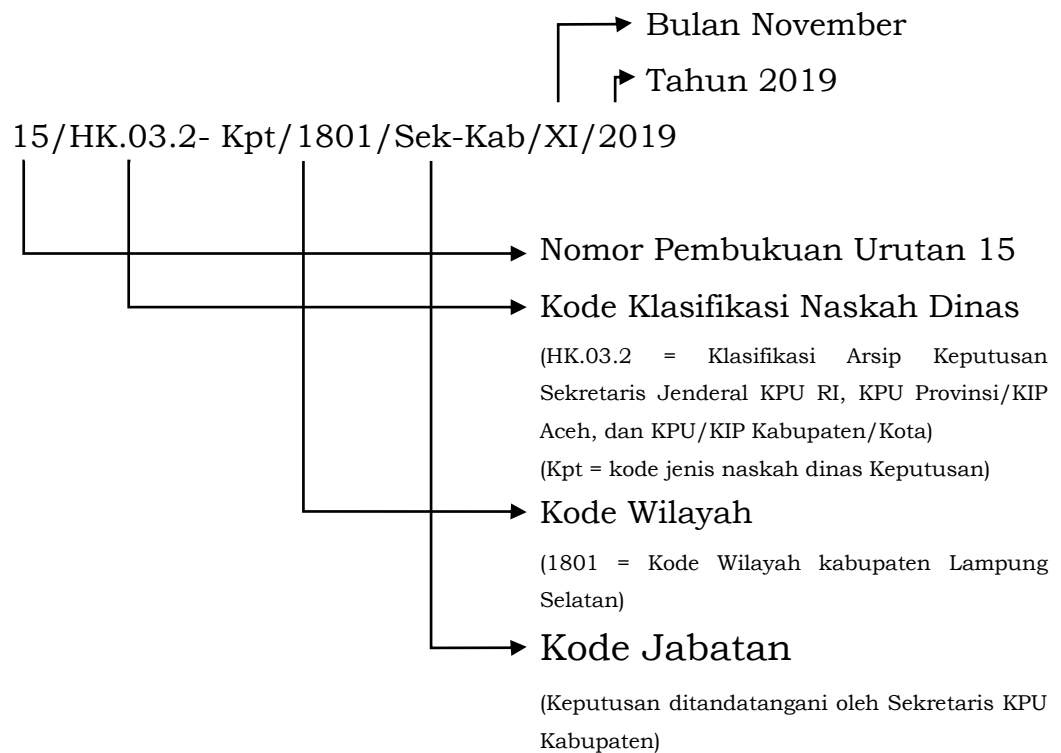 Bulan November
Tahun 2019
15/HK.03.2- Kpt/1801/Sek-Kab/XI/2019
Nomor Pembukuan Urutan 15
Kode Klasifikasi Naskah Dinas
(HK.03.2 = Klasifikasi Arsip Keputusan
Sekretaris Jenderal KPU RI, KPU Provinsi/KIP
Aceh, dan KPU/KIP Kabupaten/Kota)
(Kpt = kode jenis naskah dinas Keputusan)
Kode Wilayah
(1801 = Kode Wilayah kabupaten Lampung
Selatan)
Kode Jabatan
(Keputusan ditandatangani oleh Sekretaris KPU
Kabupaten)